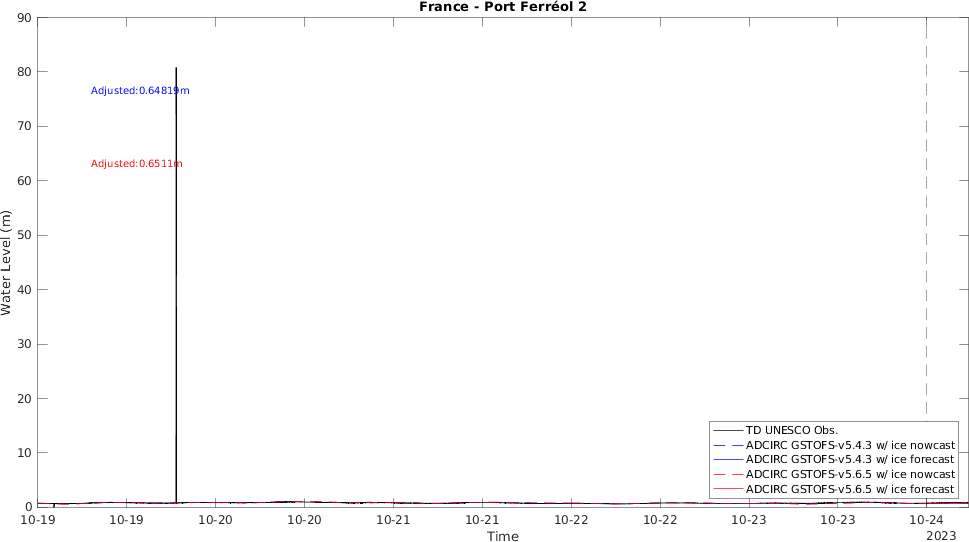 France - Port Ferréol 2
90
80
70
60
50
40
30
20
10
0
Water Level (m)
Adjusted:0.64819m
Adjusted:0.6511m
TD UNESCO Obs.
ADCIRC GSTOFS-v5.4.3 w/ ice nowcast
ADCIRC GSTOFS-v5.4.3 w/ ice forecast
ADCIRC GSTOFS-v5.6.5 w/ ice nowcast
ADCIRC GSTOFS-v5.6.5 w/ ice forecast
10-19 10-19 10-20 10-20 10-21 10-21 10-22 10-22 10-23 10-23 10-24
Time
2023